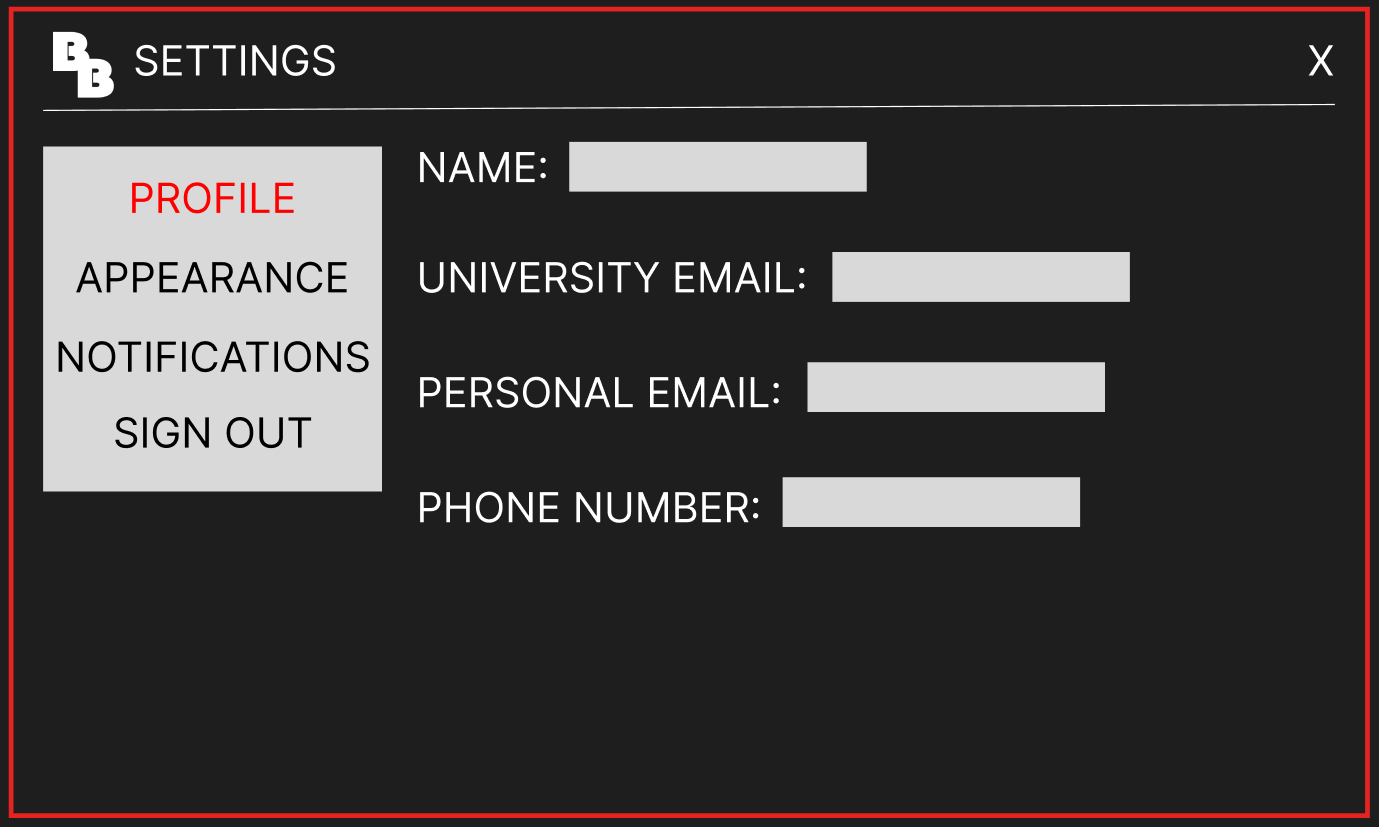 BB SETTINGS X
PROFILE
APPEARANCE
NOTIFICATIONS
SIGN OUT
NAME:
UNIVERSITY EMAIL:
PERSONAL EMAIL:
PHONE NUMBER: